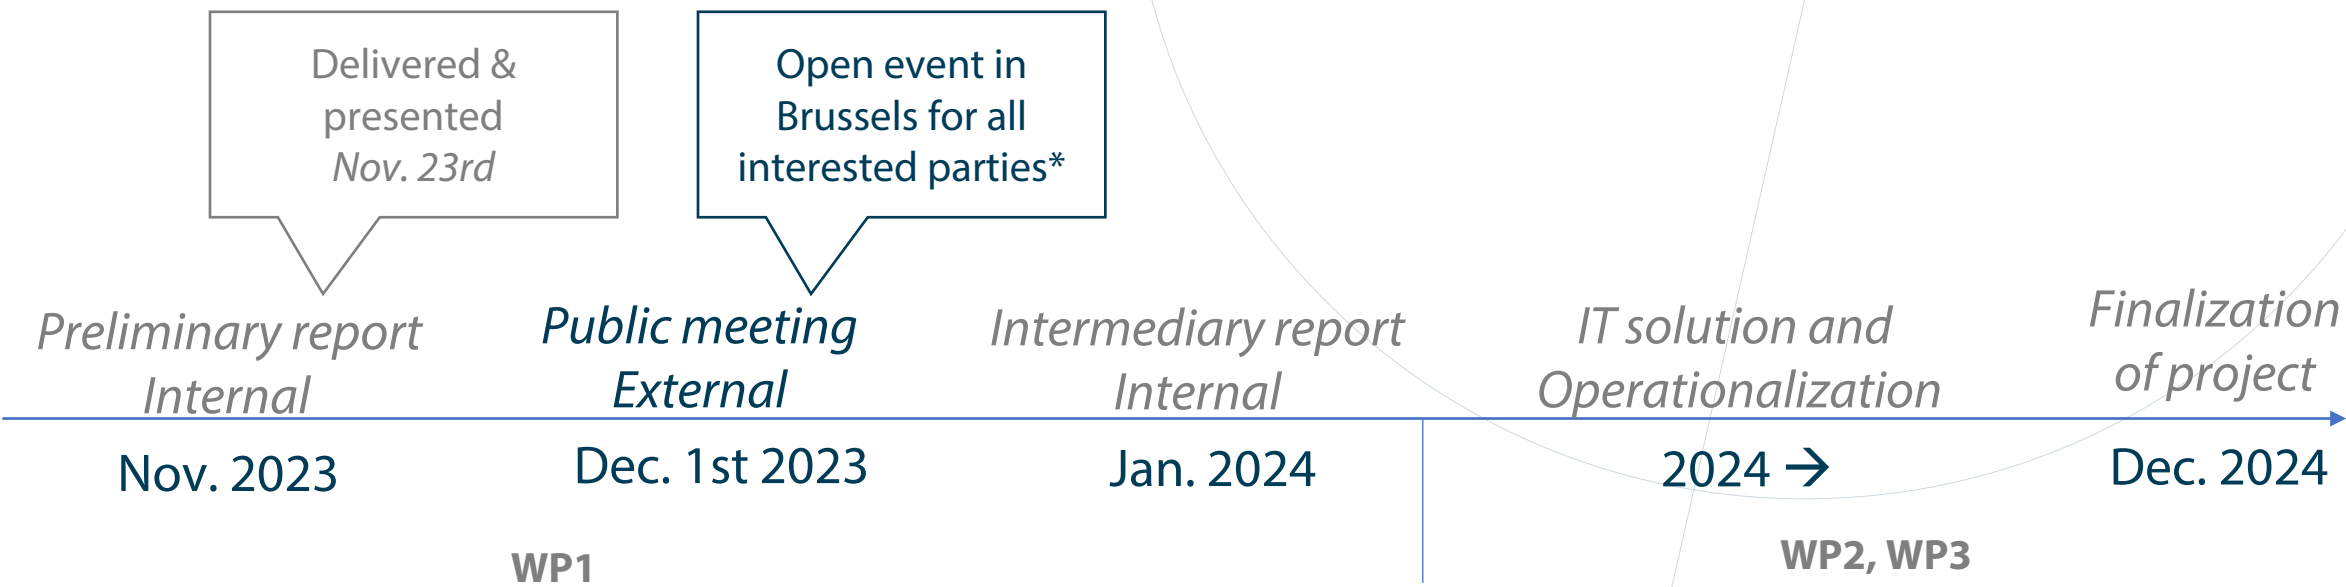 Delivered &
presented
Nov. 23rd
Open event in
Brussels for all
interested parties*
Preliminary report
Internal
Public meeting
External
Intermediary report
Internal
IT solution and
Operationalization
Finalization
of project
Nov. 2023
Dec. 1st 2023
Jan. 2024
2024 →
Dec. 2024
WP1
WP2, WP3